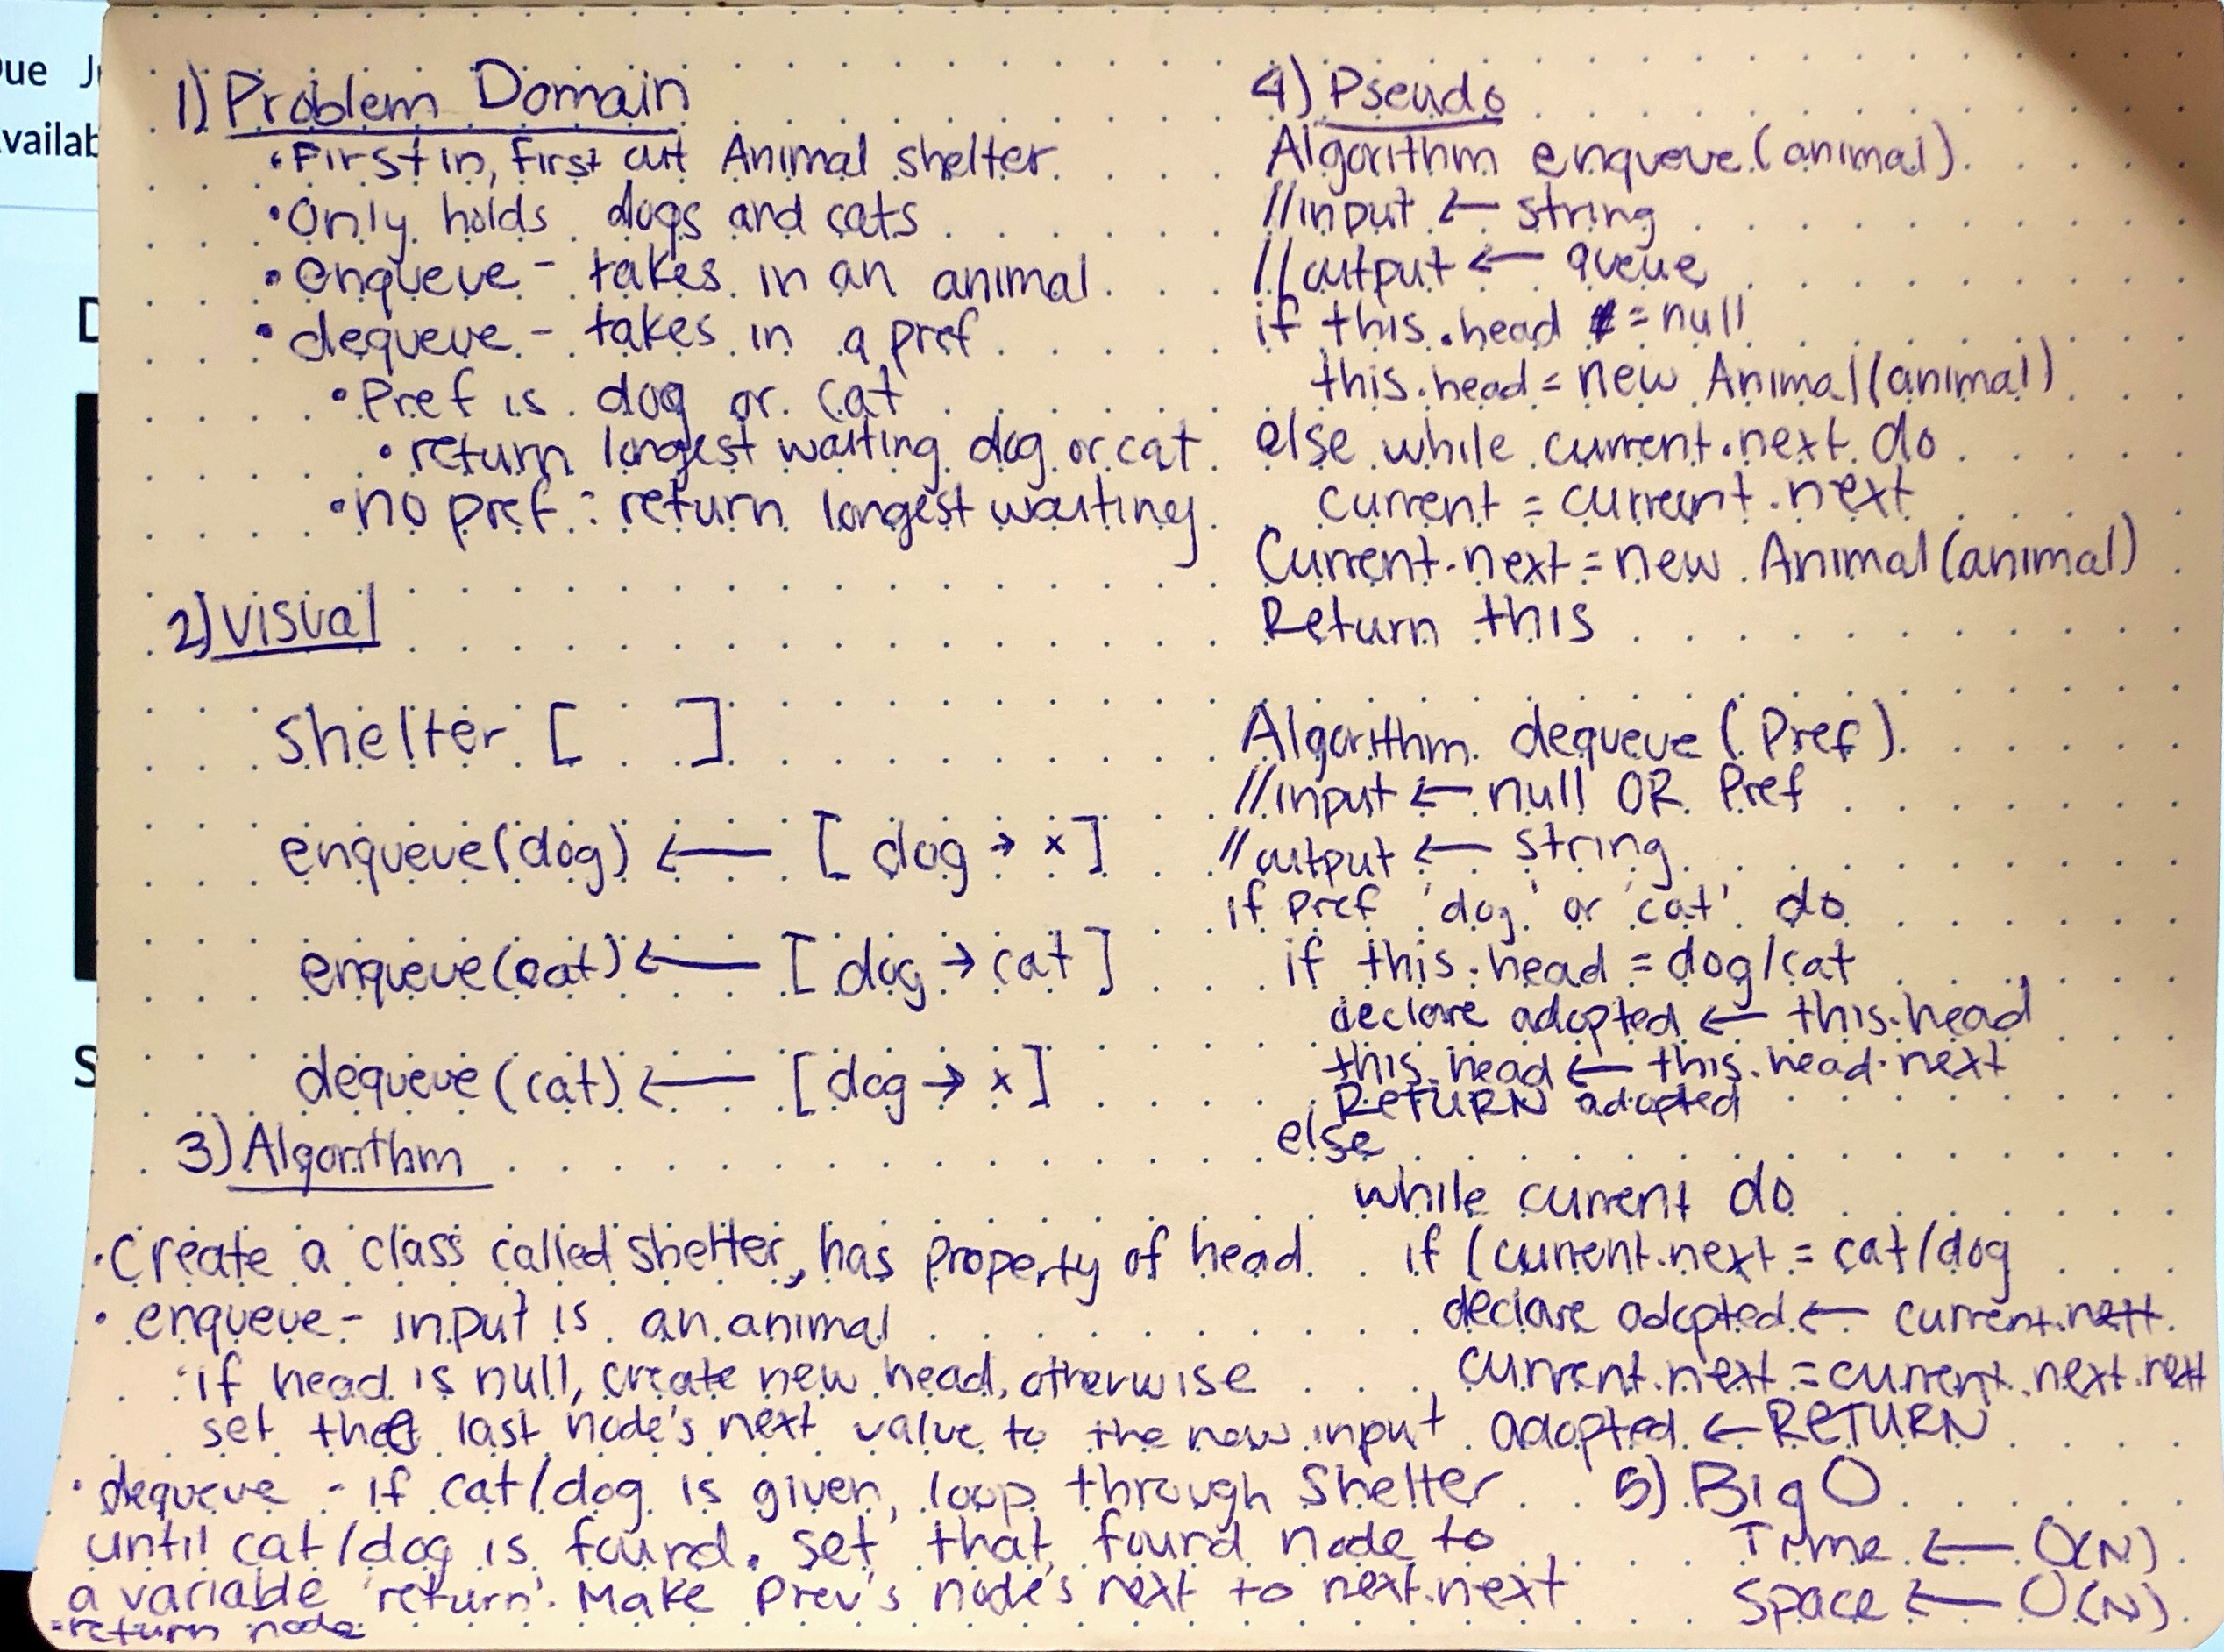 Due
Availab
D
S
1) Problem Domain
• First in, first out Animal shelter
• Only holds dogs and cats
• enqueue - takes in an animal
• dequeue - takes in a pref
• Pref is dog or cat
• return longest waiting dog or cat
• no pref : return longest waiting
2) Visual
Shelter [ ]
enqueue(dog) ← [ dog → x ]
enqueue(cat) ← [ dog → cat ]
dequeue(cat) ← [ dog → x ]
3) Algorithm
• Create a class called Shelter, has property of head
• enqueue - input is an animal
• if head is null, create new head, otherwise
set the last node's next value to the new input
• dequeue - if cat/dog is given, loop through Shelter
until cat/dog is found. set that found node to
a variable 'return'. Make Prev's node's next to next.next
• return node
4) Pseudo
Algorithm enqueue(animal)
//input ← string
//output ← queue
if this.head = null
this.head = new Animal(animal)
else while current.next do
current = current.next
Current.next = new Animal(animal)
Return this
Algorithm dequeue (Pref)
//input ← null OR Pref
//output ← string
if Pref 'dog' or 'cat' do
if this.head = dog/cat
declare adopted ← this.head
this.head ← this.head.next
RETURN adopted
else
while current do
if (current.next = cat/dog
declare adopted ← current.next
current.next = current.next.next
adopted ← RETURN
5) Big O
Time ← O(N)
Space ← O(N)